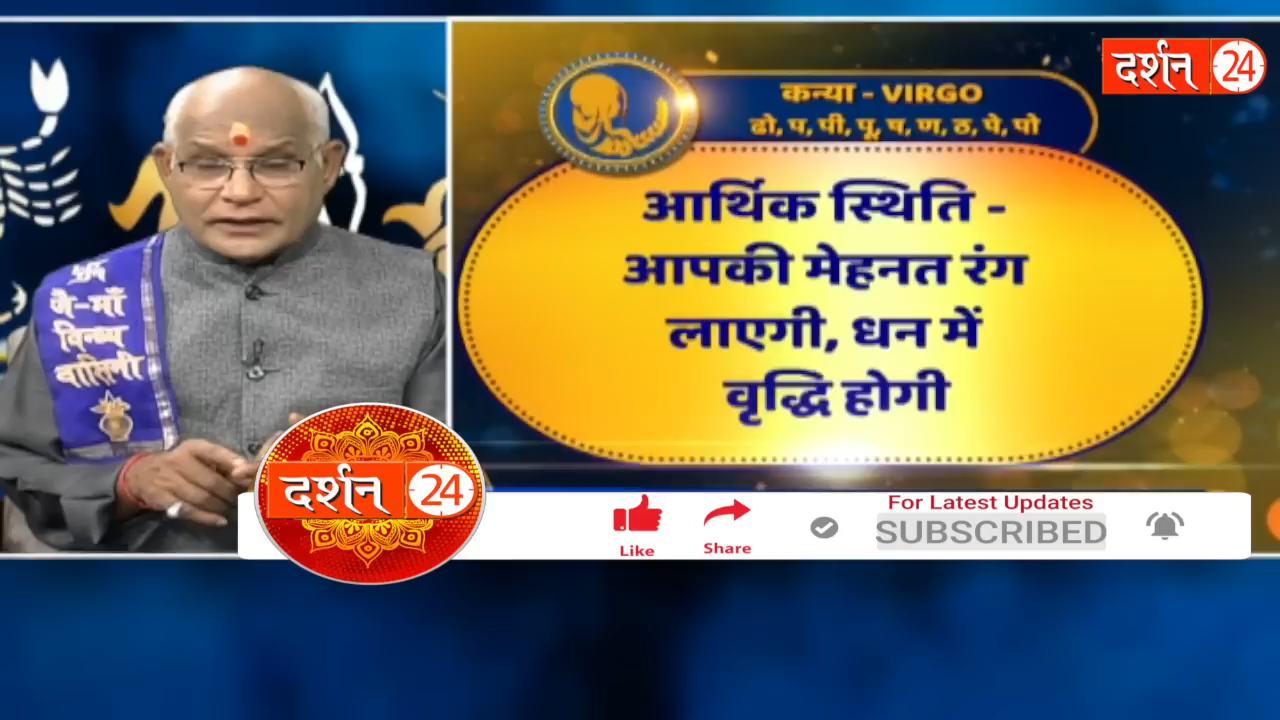 दर्शन 24
कन्या - VIRGO
ढो, प, पी, पू, ष, ण, ठ, पे, पो
आर्थिक स्थिति -
आपकी मेहनत रंग
लाएगी, धन में
वृद्धि होगी
जै-माँ
विन्ध्य
वासिनी
दर्शन 24
Like
Share
For Latest Updates
SUBSCRIBED